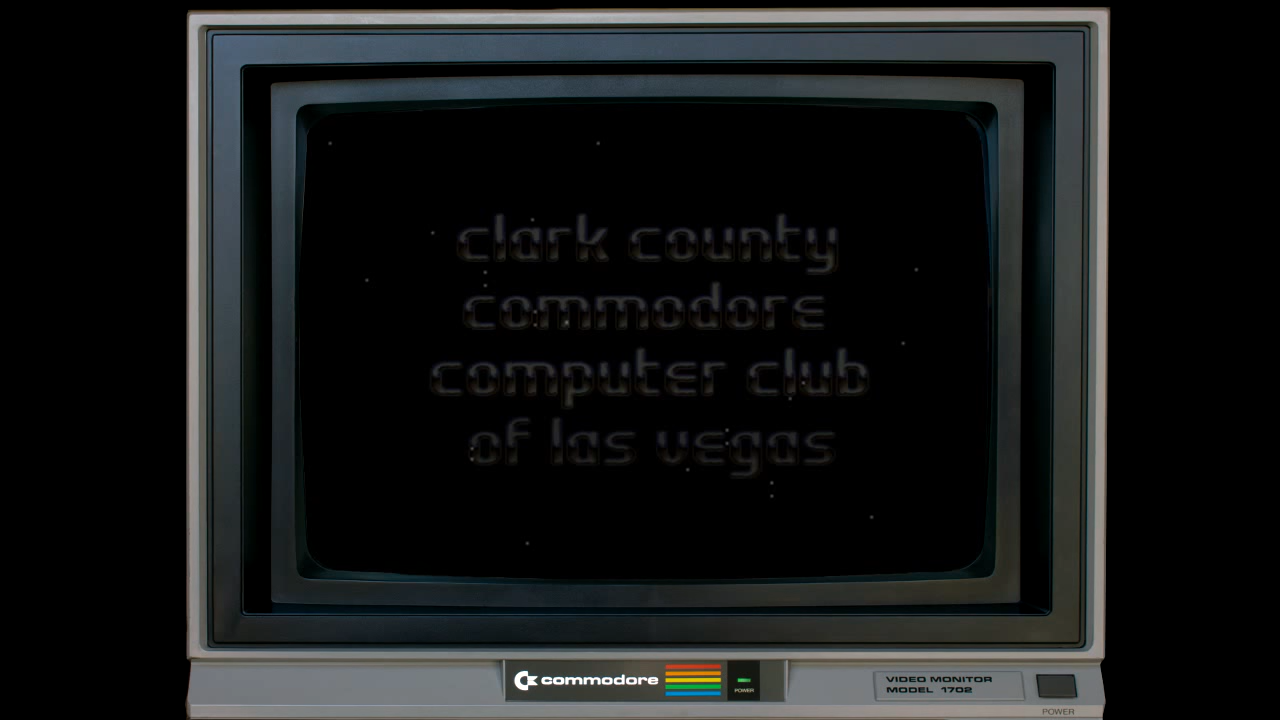 clark county
commodore
computer club
of las vegas
commodore
POWER
VIDEO MONITOR
MODEL 1702
POWER